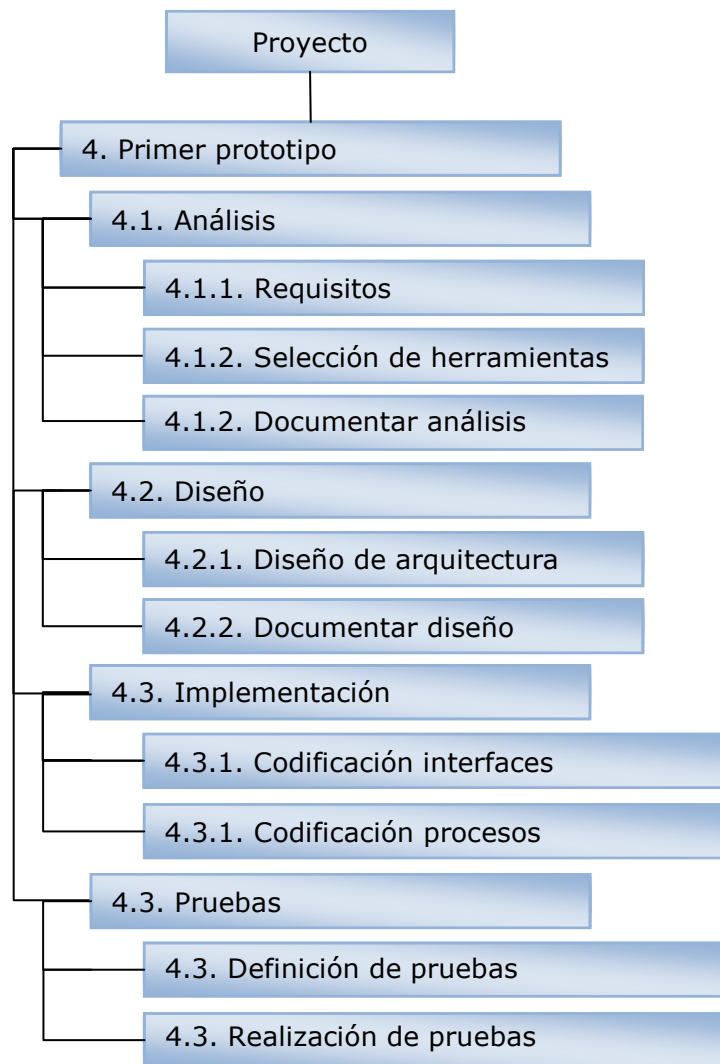 Proyecto
4. Primer prototipo
4.1. Análisis
4.1.1. Requisitos
4.1.2. Selección de herramientas
4.1.2. Documentar análisis
4.2. Diseño
4.2.1. Diseño de arquitectura
4.2.2. Documentar diseño
4.3. Implementación
4.3.1. Codificación interfaces
4.3.1. Codificación procesos
4.3. Pruebas
4.3. Definición de pruebas
4.3. Realización de pruebas